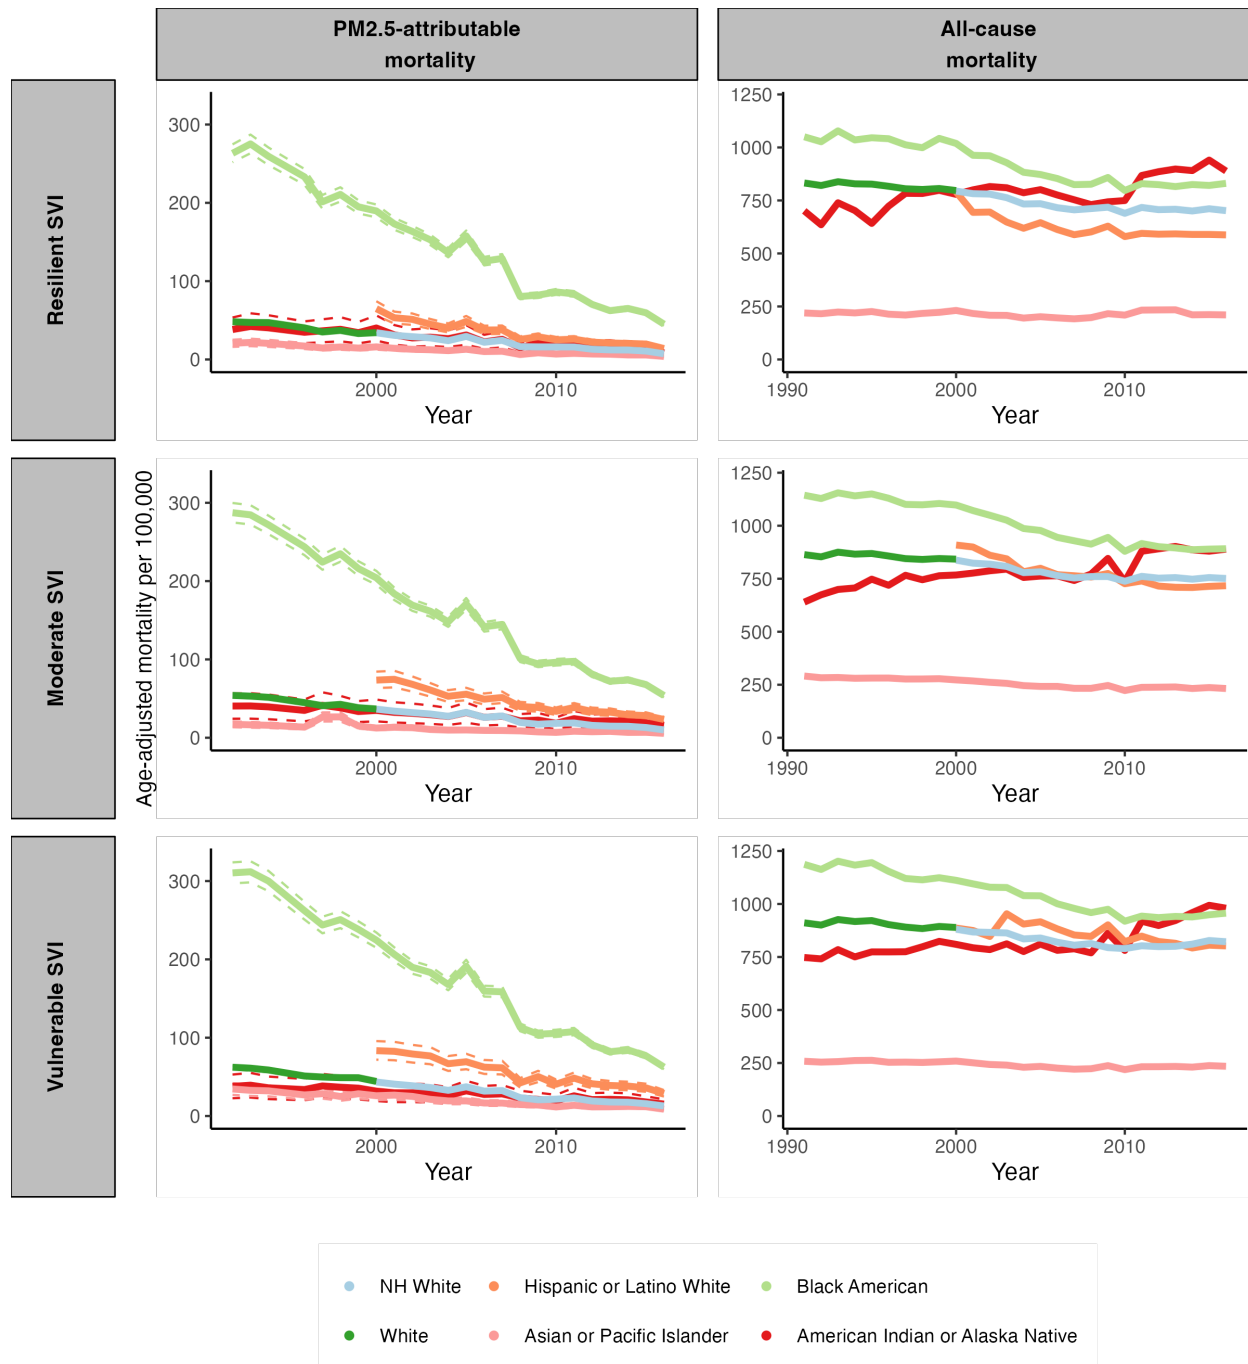 PM2.5-attributable
mortality
All-cause
mortality
Resilient SVI
300
200
100
0
2000
2010
Year
1250
1000
750
500
250
0
1990
2000
2010
Year
Age-adjusted mortality per 100,000
Moderate SVI
300
200
100
0
2000
2010
Year
1250
1000
750
500
250
0
1990
2000
2010
Year
Vulnerable SVI
300
200
100
0
2000
2010
Year
1250
1000
750
500
250
0
1990
2000
2010
Year
NH White
Hispanic or Latino White
Black American
White
Asian or Pacific Islander
American Indian or Alaska Native